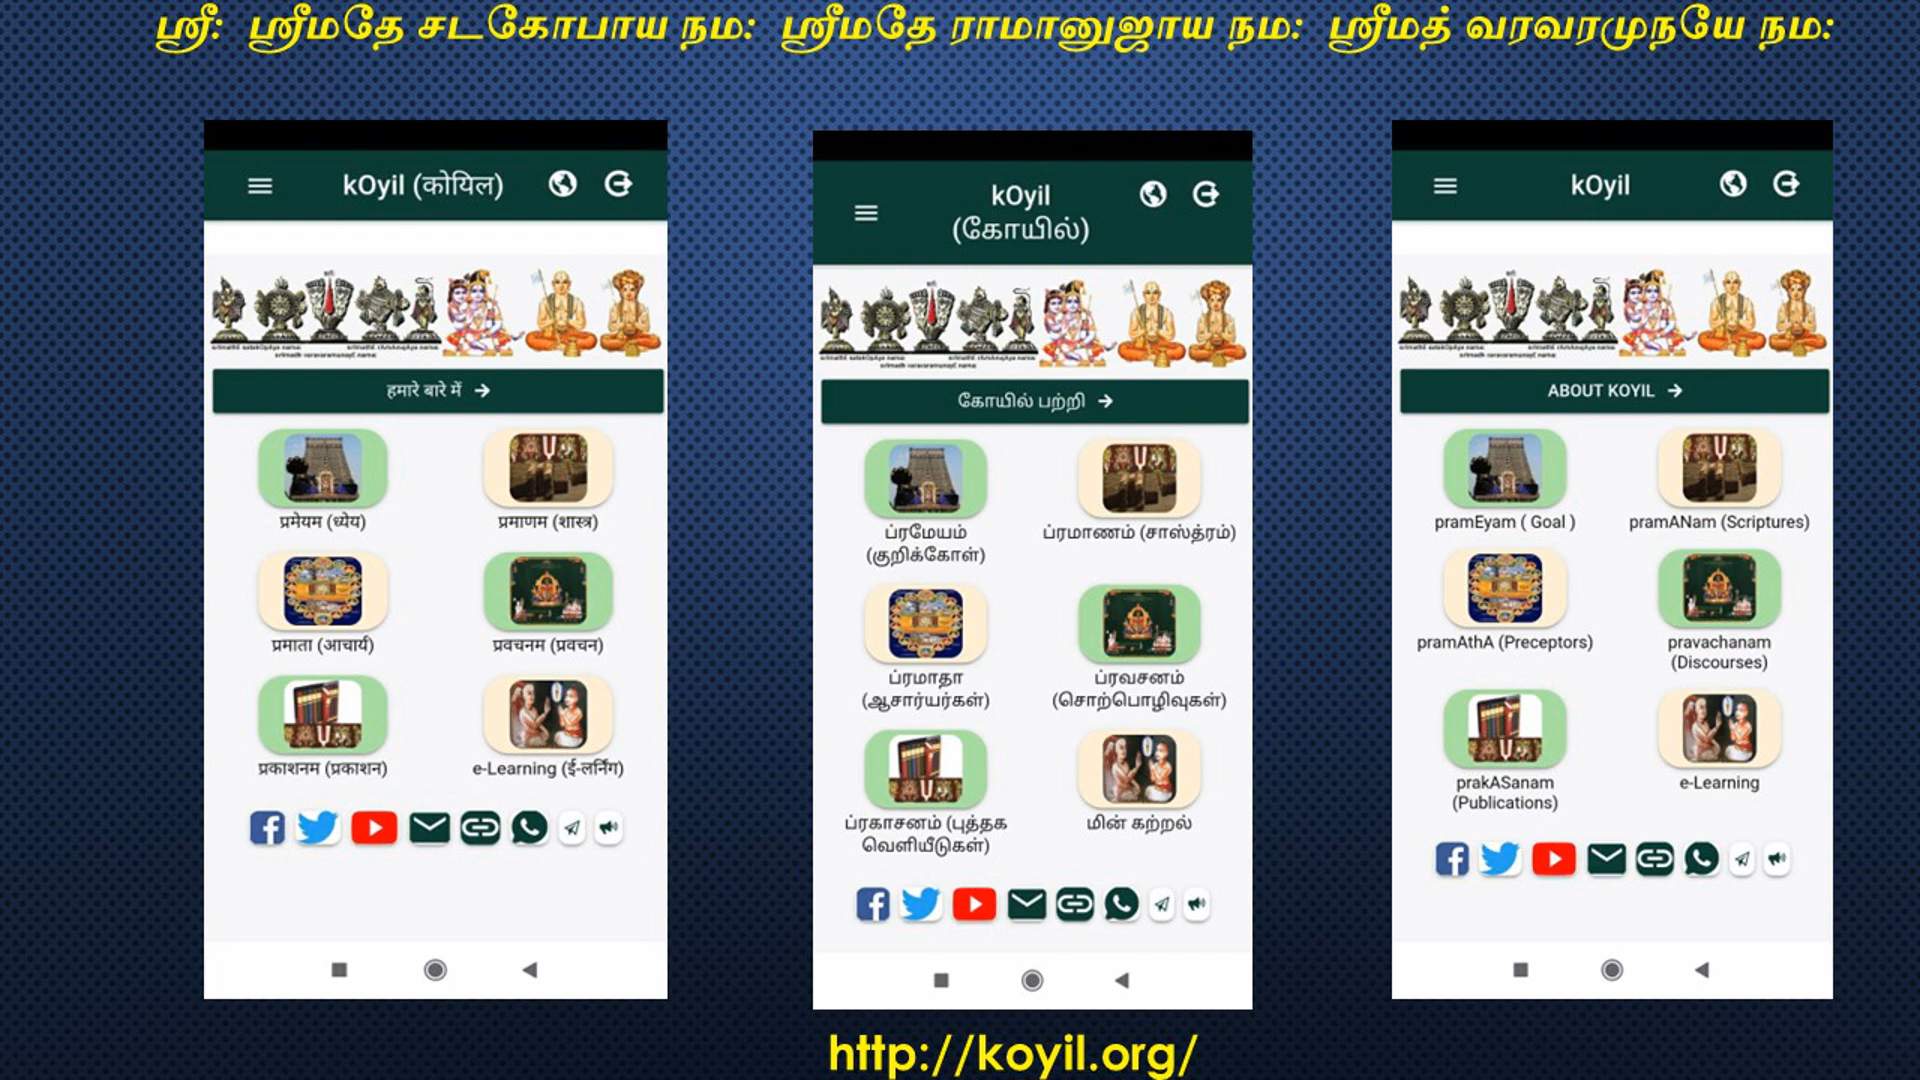 ஸ்ரீ: ஸ்ரீமதே சடகோபாய நம: ஸ்ரீமதே ராமானுஜாய நம: ஸ்ரீமத் வரவரமுநயே நம:
kOyil (कोयिल)
हमारे बारे में →
प्रमेयम (ध्येय)
प्रमाणम (शास्त्र)
प्रमाता (आचार्य)
प्रवचनम (प्रवचन)
प्रकाशनम (प्रकाशन)
e-Learning (ई-लर्निंग)
kOyil
(கோயில்)
கோயில் பற்றி →
ப்ரமேயம்
(குறிக்கோள்)
ப்ரமாணம் (சாஸ்த்ரம்)
ப்ரமாதா
(ஆசார்யர்கள்)
ப்ரவசனம்
(சொற்பொழிவுகள்)
ப்ரகாசனம் (புத்தக
வெளியீடுகள்)
மின் கற்றல்
kOyil
ABOUT KOYIL →
pramEyam ( Goal )
pramANam (Scriptures)
pramAthA (Preceptors)
pravachanam
(Discourses)
prakASanam
(Publications)
e-Learning
http://koyil.org/